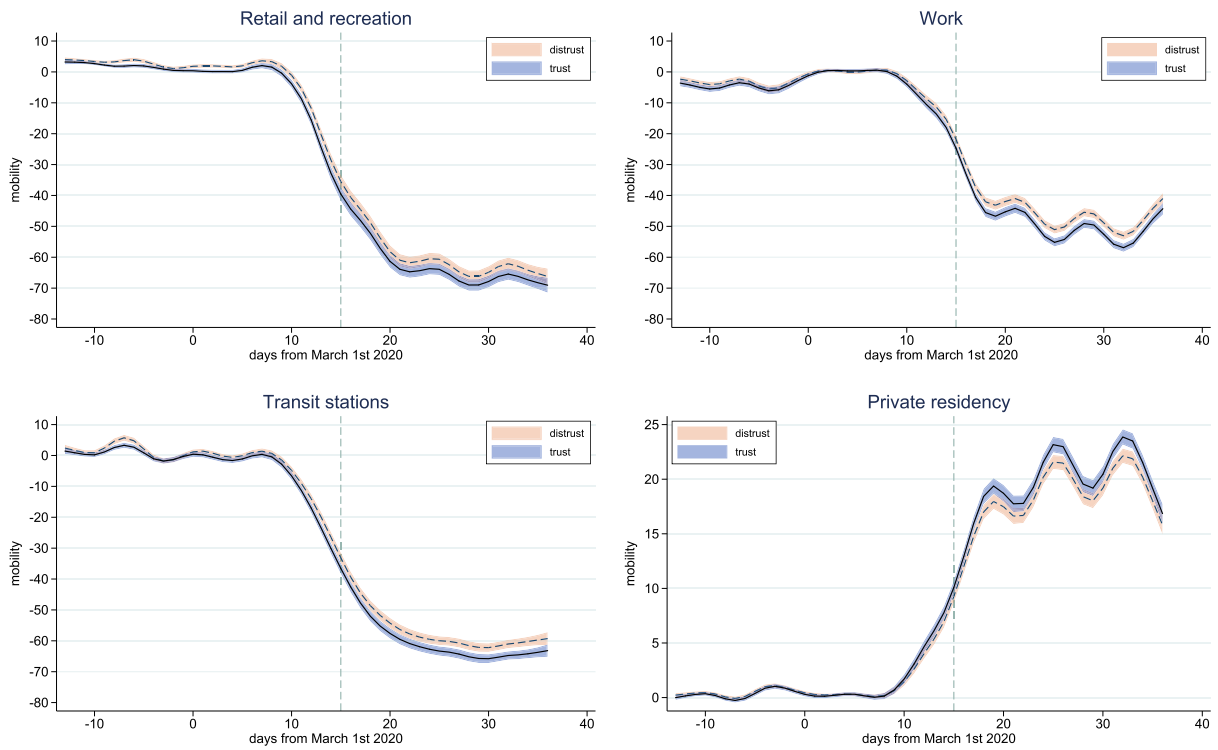 Retail and recreation
10
0
-10
-20
-30
-40
-50
-60
-70
-80
mobility
-10 0 10 20 30 40
days from March 1st 2020
distrust
trust
Work
10
0
-10
-20
-30
-40
-50
-60
-70
-80
mobility
-10 0 10 20 30 40
days from March 1st 2020
distrust
trust
Transit stations
10
0
-10
-20
-30
-40
-50
-60
-70
-80
mobility
-10 0 10 20 30 40
days from March 1st 2020
distrust
trust
Private residency
25
20
15
10
5
0
mobility
-10 0 10 20 30 40
days from March 1st 2020
distrust
trust